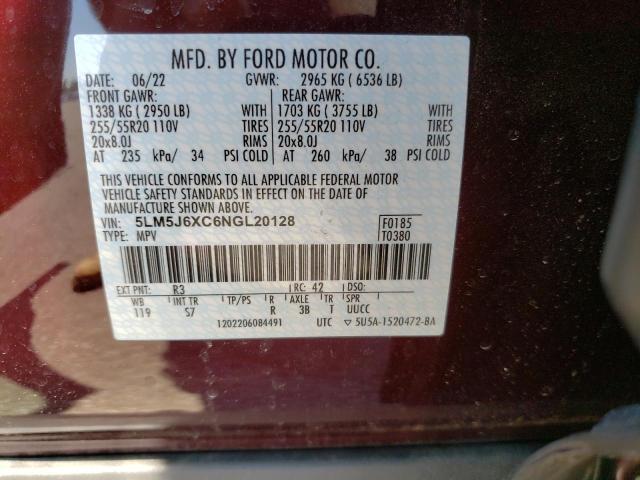 MFD. BY FORD MOTOR CO.
DATE: 06/22 GVWR: 2965 KG (6536 LB)
FRONT GAWR: REAR GAWR:
1338 KG (2950 LB) WITH 1703 KG (3755 LB) WITH
255/55R20 110V TIRES 255/55R20 110V TIRES
20x8.0J RIMS 20x8.0J RIMS
AT 235 kPa/ 34 PSI COLD AT 260 kPa/ 38 PSI COLD
THIS VEHICLE CONFORMS TO ALL APPLICABLE FEDERAL MOTOR
VEHICLE SAFETY STANDARDS IN EFFECT ON THE DATE OF
MANUFACTURE SHOWN ABOVE.
VIN: 5LM5J6XC6NGL20128 F0185
TYPE: MPV T0380
EXT PNT: R3 RC: 42 DSO:
WB INT TR TP/PS R AXLE TR SPR
119 S7 R 3B T UUCC
1202206084491 UTC ▽ 5U5A-1520472-BA